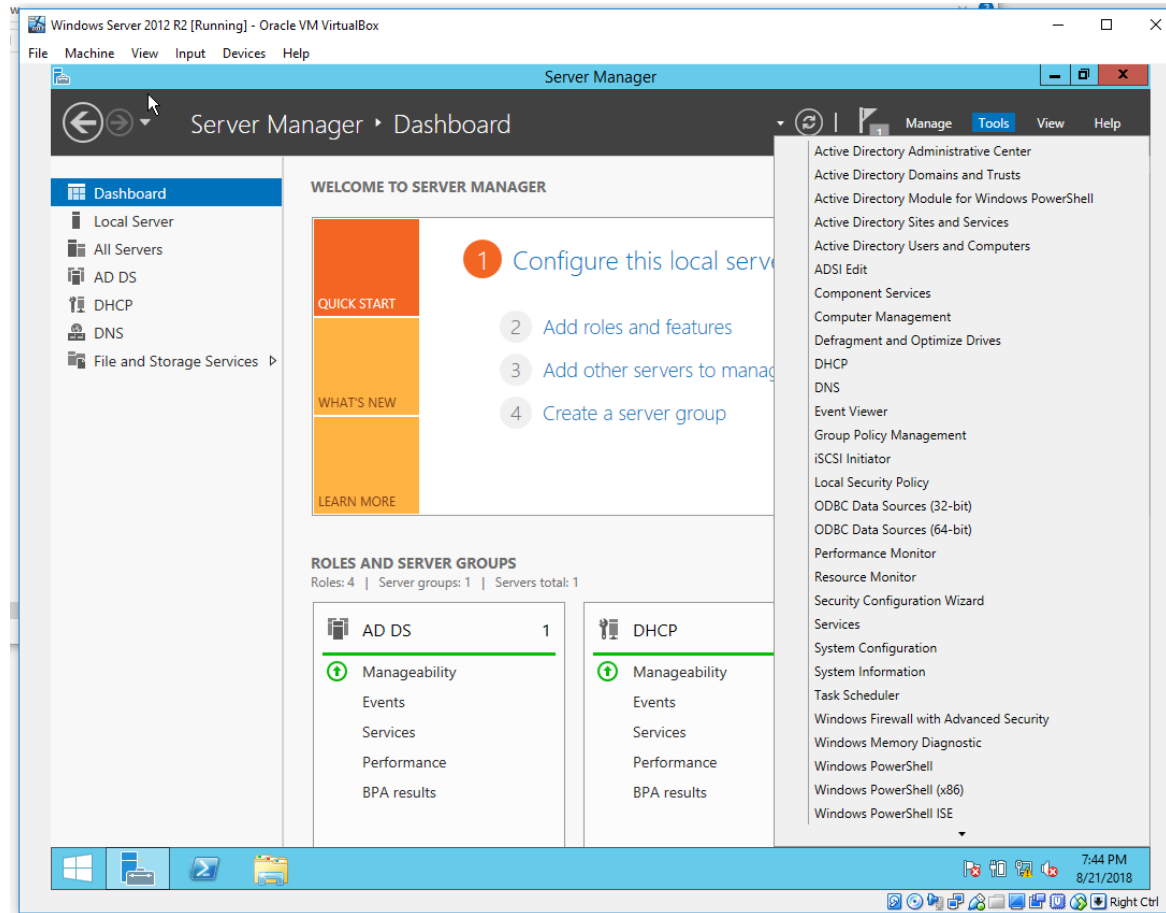 Windows Server 2012 R2 [Running] - Oracle VM VirtualBox
File Machine View Input Devices Help
Server Manager
Server Manager • Dashboard
1
Manage Tools View Help
Dashboard
Local Server
All Servers
AD DS
DHCP
DNS
File and Storage Services
WELCOME TO SERVER MANAGER
QUICK START
WHAT'S NEW
LEARN MORE
1 Configure this local serve
2 Add roles and features
3 Add other servers to manag
4 Create a server group
ROLES AND SERVER GROUPS
Roles: 4 | Server groups: 1 | Servers total: 1
AD DS 1
Manageability
Events
Services
Performance
BPA results
DHCP
Manageability
Events
Services
Performance
BPA results
Active Directory Administrative Center
Active Directory Domains and Trusts
Active Directory Module for Windows PowerShell
Active Directory Sites and Services
Active Directory Users and Computers
ADSI Edit
Component Services
Computer Management
Defragment and Optimize Drives
DHCP
DNS
Event Viewer
Group Policy Management
iSCSI Initiator
Local Security Policy
ODBC Data Sources (32-bit)
ODBC Data Sources (64-bit)
Performance Monitor
Resource Monitor
Security Configuration Wizard
Services
System Configuration
System Information
Task Scheduler
Windows Firewall with Advanced Security
Windows Memory Diagnostic
Windows PowerShell
Windows PowerShell (x86)
Windows PowerShell ISE
7:44 PM
8/21/2018
Right Ctrl